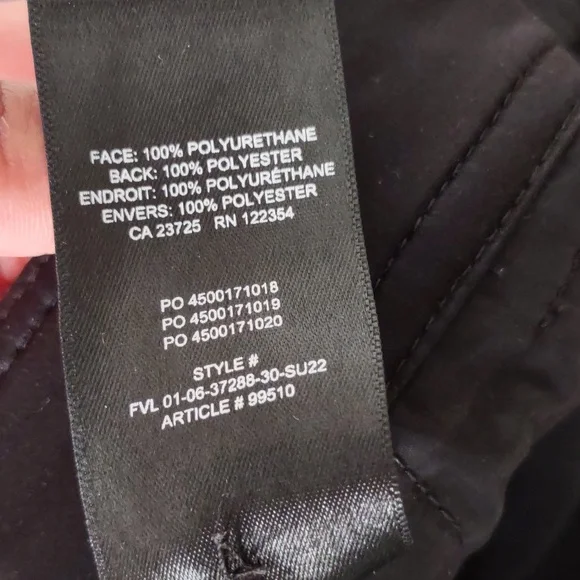 FACE: 100% POLYURETHANE
BACK: 100% POLYESTER
ENDROIT: 100% POLYURÉTHANE
ENVERS: 100% POLYESTER
CA 23725 RN 122354
PO 4500171018
PO 4500171019
PO 4500171020
STYLE #
FVL 01-06-37288-30-SU22
ARTICLE # 99510